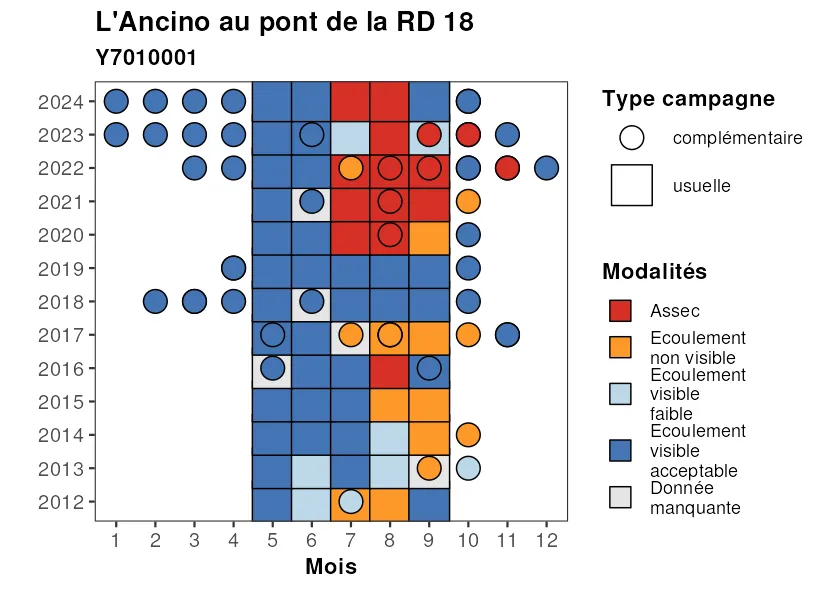 L'Ancino au pont de la RD 18
Y7010001
2024
2023
2022
2021
2020
2019
2018
2017
2016
2015
2014
2013
2012
1 2 3 4 5 6 7 8 9 10 11 12
Mois
Type campagne
complémentaire
usuelle
Modalités
Assec
Ecoulement
non visible
Ecoulement
visible
faible
Ecoulement
visible
acceptable
Donnée
manquante